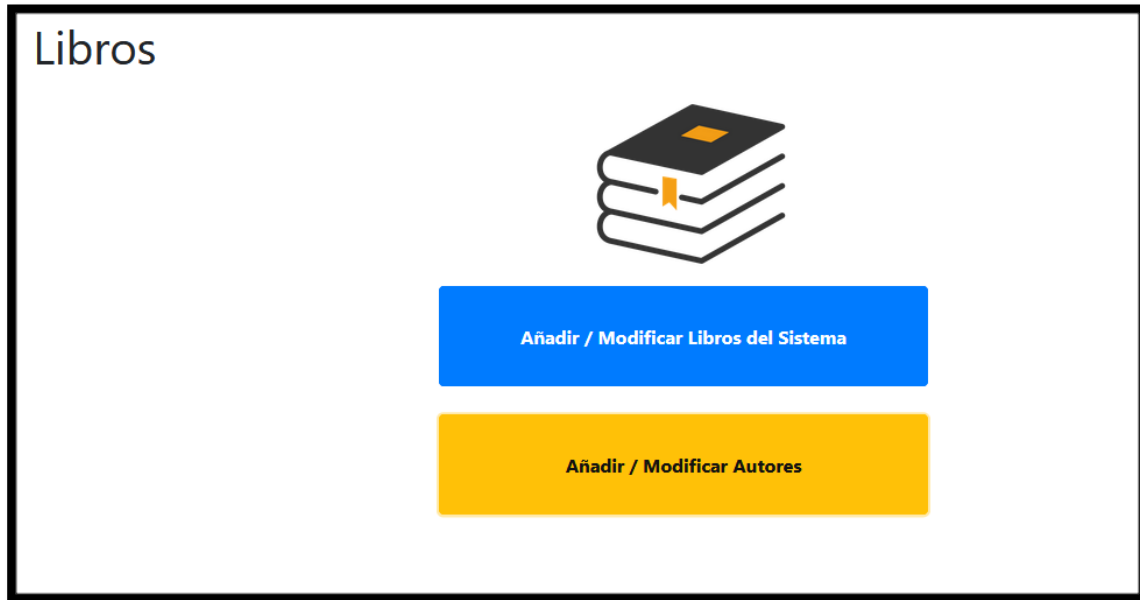 Libros
Añadir / Modificar Libros del Sistema
Añadir / Modificar Autores